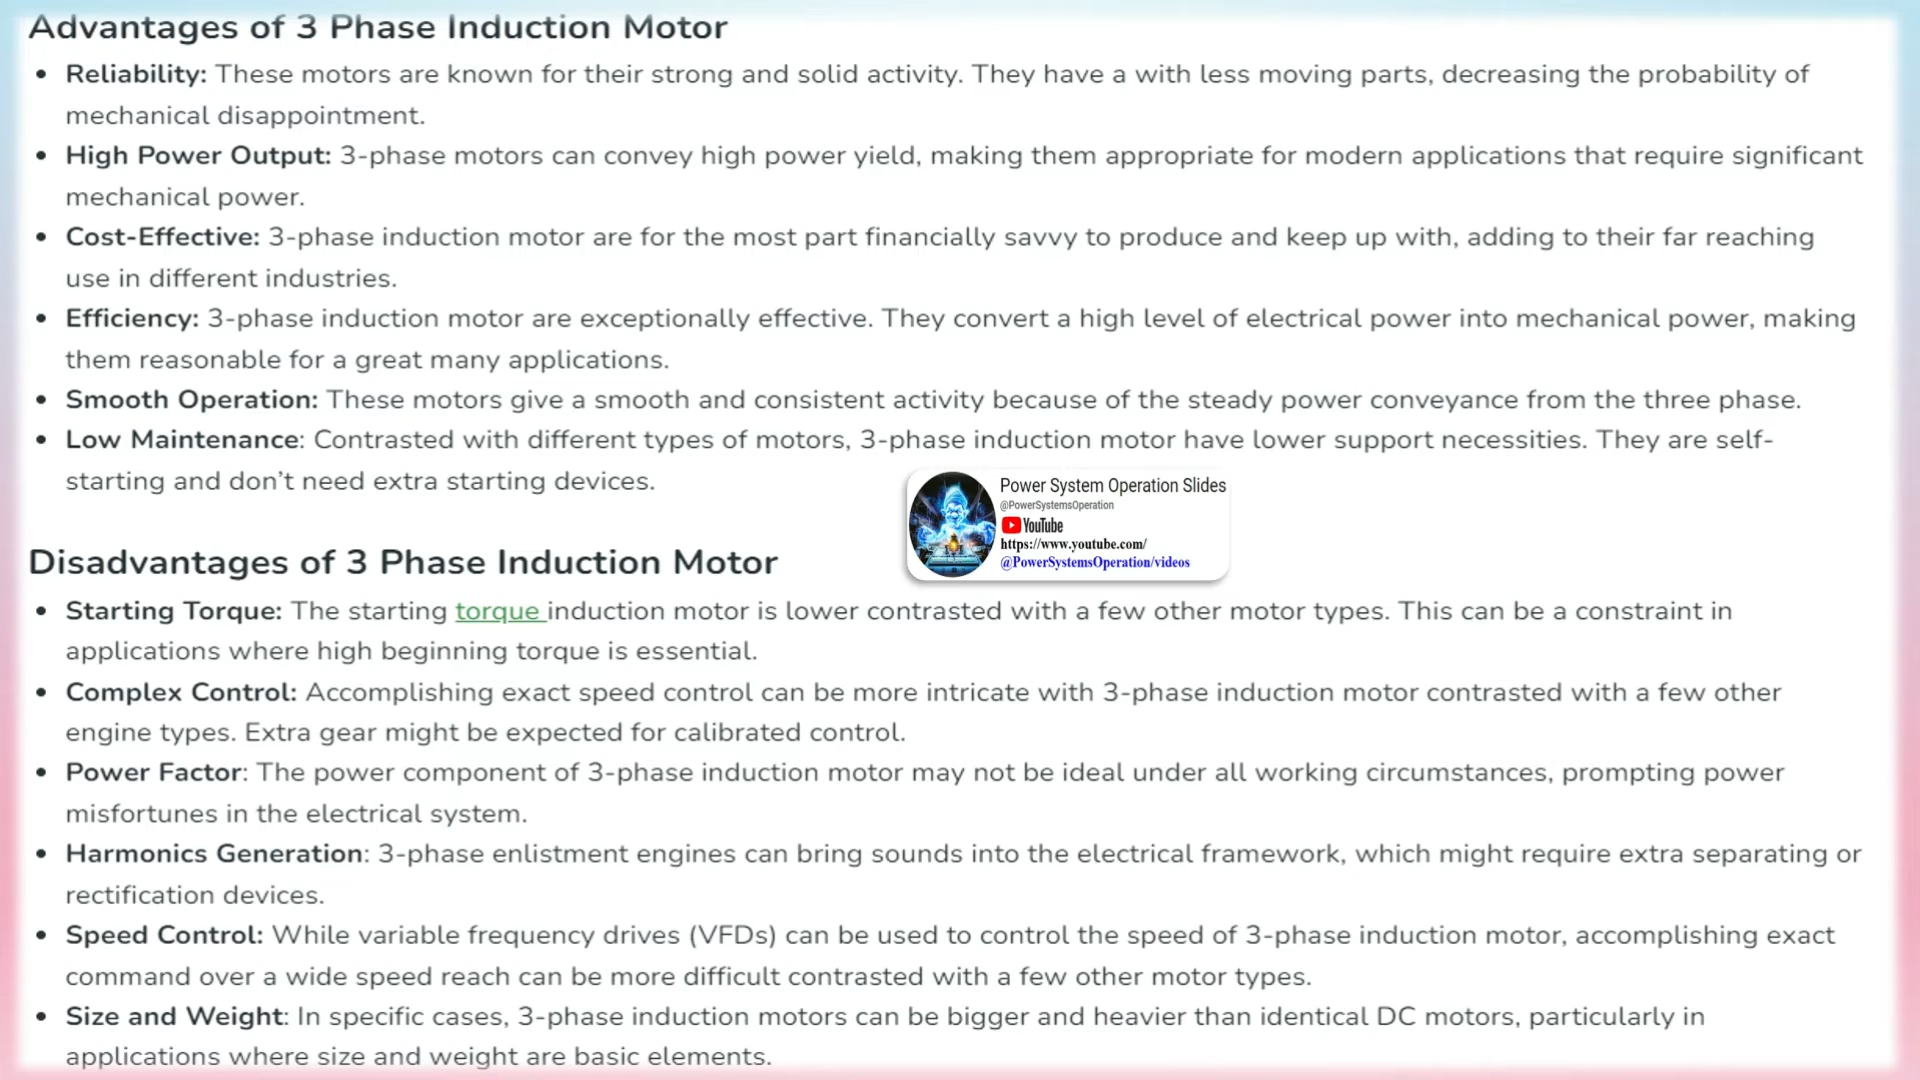 Advantages of 3 Phase Induction Motor
• Reliability: These motors are known for their strong and solid activity. They have a with less moving parts, decreasing the probability of
mechanical disappointment.
• High Power Output: 3-phase motors can convey high power yield, making them appropriate for modern applications that require significant
mechanical power.
• Cost-Effective: 3-phase induction motor are for the most part financially savvy to produce and keep up with, adding to their far reaching
use in different industries.
• Efficiency: 3-phase induction motor are exceptionally effective. They convert a high level of electrical power into mechanical power, making
them reasonable for a great many applications.
• Smooth Operation: These motors give a smooth and consistent activity because of the steady power conveyance from the three phase.
• Low Maintenance: Contrasted with different types of motors, 3-phase induction motor have lower support necessities. They are self-
starting and don’t need extra starting devices.
Power System Operation Slides
@PowerSystemsOperation
YouTube
https://www.youtube.com/
@PowerSystemsOperation/videos
Disadvantages of 3 Phase Induction Motor
• Starting Torque: The starting torque induction motor is lower contrasted with a few other motor types. This can be a constraint in
applications where high beginning torque is essential.
• Complex Control: Accomplishing exact speed control can be more intricate with 3-phase induction motor contrasted with a few other
engine types. Extra gear might be expected for calibrated control.
• Power Factor: The power component of 3-phase induction motor may not be ideal under all working circumstances, prompting power
misfortunes in the electrical system.
• Harmonics Generation: 3-phase enlistment engines can bring sounds into the electrical framework, which might require extra separating or
rectification devices.
• Speed Control: While variable frequency drives (VFDs) can be used to control the speed of 3-phase induction motor, accomplishing exact
command over a wide speed reach can be more difficult contrasted with a few other motor types.
• Size and Weight: In specific cases, 3-phase induction motors can be bigger and heavier than identical DC motors, particularly in
applications where size and weight are basic elements.